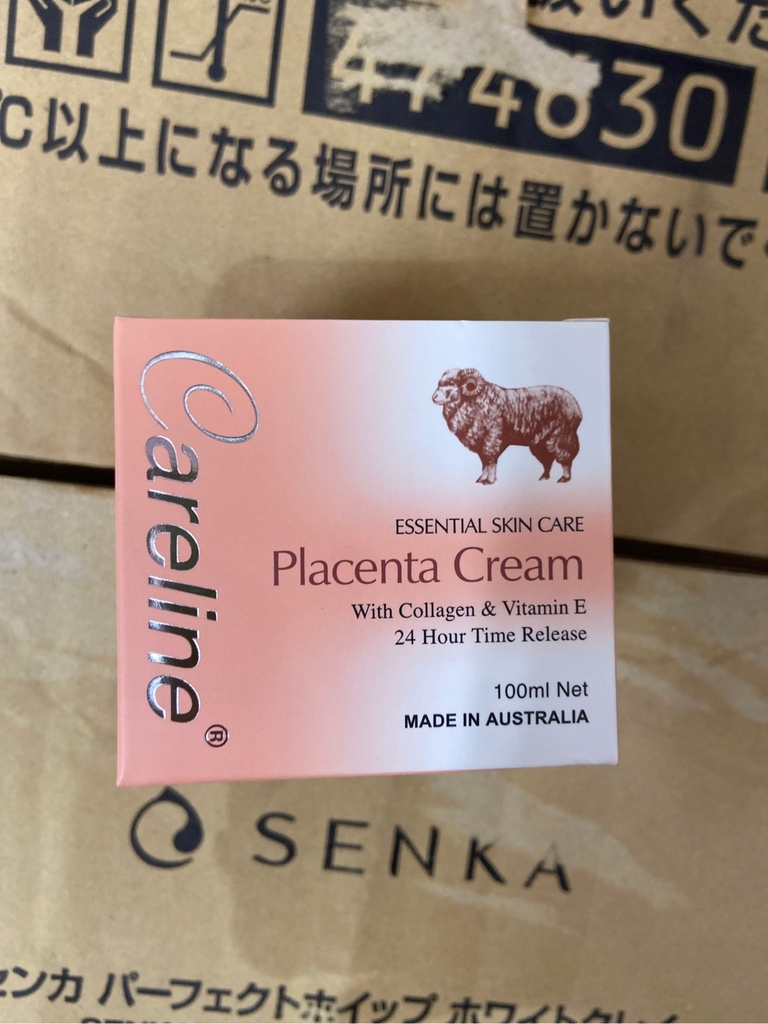 474630
℃以上になる場所には置かないで
Careline®
ESSENTIAL SKIN CARE
Placenta Cream
With Collagen & Vitamin E
24 Hour Time Release
100ml Net
MADE IN AUSTRALIA
SENKA
センカ パーフェクトホイップ ホワイトクレイ